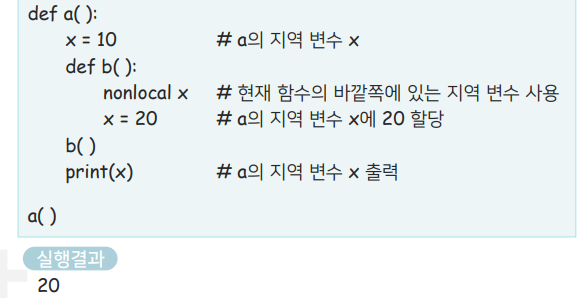 def a( ):
x = 10 # a의 지역 변수 x
def b( ):
nonlocal x # 현재 함수의 바깥쪽에 있는 지역 변수 사용
x = 20 # a의 지역 변수 x에 20 할당
b( )
print(x) # a의 지역 변수 x 출력
a( )
실행결과
20